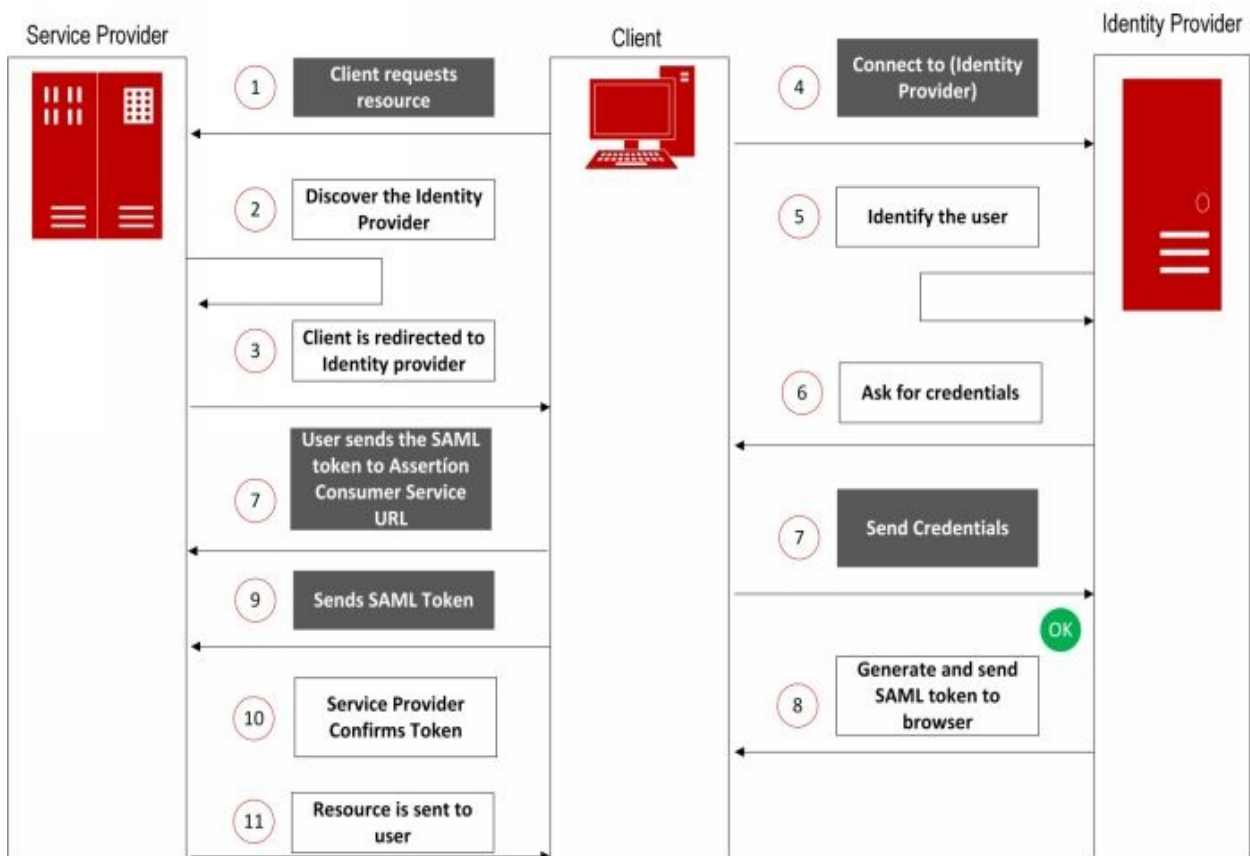 Service Provider
Client
Identity Provider
1
Client requests
resource
4
Connect to (Identity
Provider)
2
Discover the Identity
Provider
5
Identify the user
3
Client is redirected to
Identity provider
6
Ask for credentials
7
User sends the SAML
token to Assertíon
Consumer Service
URL
7
Send Credentials
9
Sends SAML Token
OK
10
Service Provider
Confirms Token
8
Generate and send
SAML token to
browser
11
Resource is sent to
user